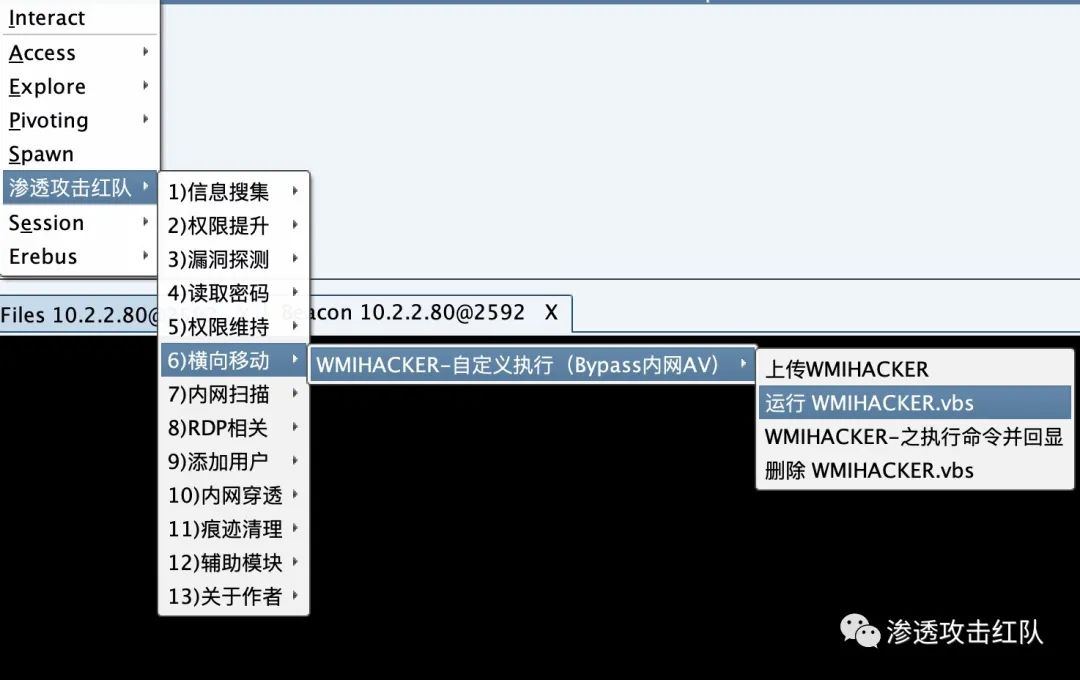 Interact
Access
Explore
Pivoting
Spawn
渗透攻击红队
Session
Erebus
1)信息搜集
2)权限提升
3)漏洞探测
4)读取密码
5)权限维持
6)横向移动
7)内网扫描
8)RDP相关
9)添加用户
10)内网穿透
11)痕迹清理
12)辅助模块
13)关于作者
Files 10.2.2.80@
Beacon 10.2.2.80@2592 X
WMIHACKER-自定义执行（Bypass内网AV）
上传WMIHACKER
运行 WMIHACKER.vbs
WMIHACKER-之执行命令并回显
删除 WMIHACKER.vbs
渗透攻击红队